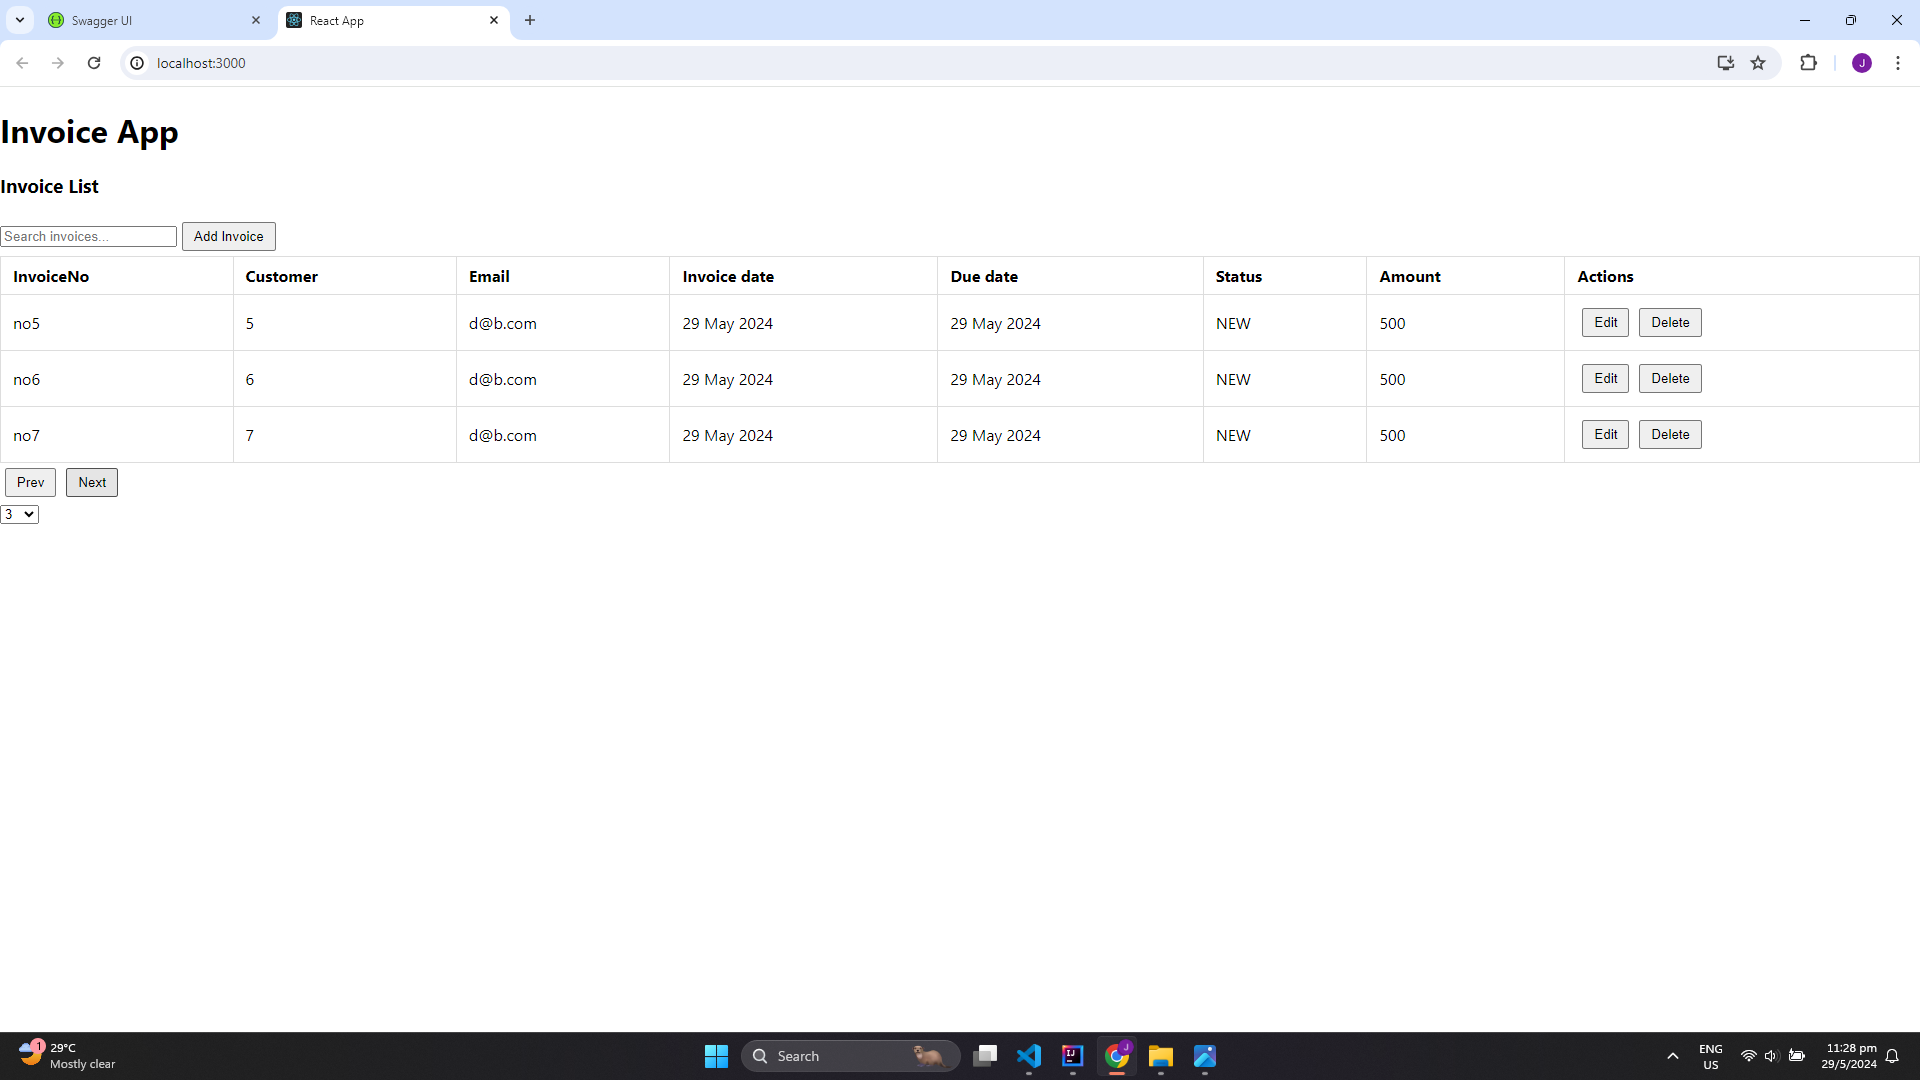 Swagger UI
React App
localhost:3000
J
Invoice App
Invoice List
Search invoices... Add Invoice
InvoiceNo Customer Email Invoice date Due date Status Amount Actions
no5 5 d@b.com 29 May 2024 29 May 2024 NEW 500 Edit Delete
no6 6 d@b.com 29 May 2024 29 May 2024 NEW 500 Edit Delete
no7 7 d@b.com 29 May 2024 29 May 2024 NEW 500 Edit Delete
Prev Next
3
1
29°C
Mostly clear
Search
IJ
J
ENG
US
11:28 pm
29/5/2024